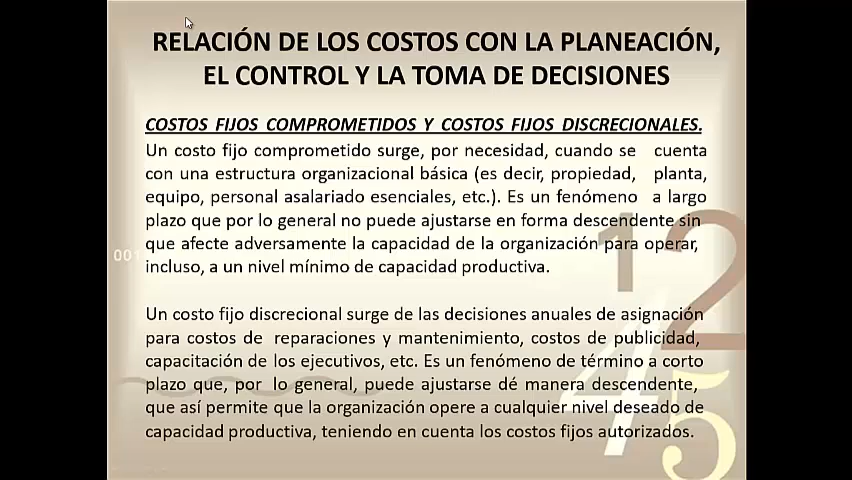 RELACIÓN DE LOS COSTOS CON LA PLANEACIÓN,
EL CONTROL Y LA TOMA DE DECISIONES
COSTOS FIJOS COMPROMETIDOS Y COSTOS FIJOS DISCRECIONALES.
Un costo fijo comprometido surge, por necesidad, cuando se cuenta
con una estructura organizacional básica (es decir, propiedad, planta,
equipo, personal asalariado esenciales, etc.). Es un fenómeno a largo
plazo que por lo general no puede ajustarse en forma descendente sin
que afecte adversamente la capacidad de la organización para operar,
incluso, a un nivel mínimo de capacidad productiva.
Un costo fijo discrecional surge de las decisiones anuales de asignación
para costos de reparaciones y mantenimiento, costos de publicidad,
capacitación de los ejecutivos, etc. Es un fenómeno de término a corto
plazo que, por lo general, puede ajustarse dé manera descendente,
que así permite que la organización opere a cualquier nivel deseado de
capacidad productiva, teniendo en cuenta los costos fijos autorizados.
001
1 2
4 5